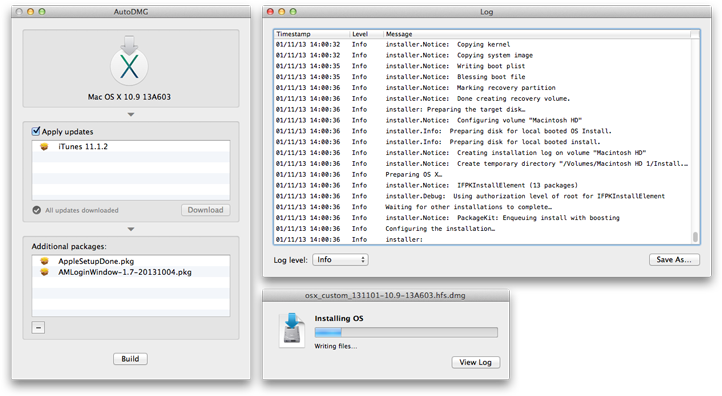 AutoDMG
Mac OS X 10.9 13A603
Apply updates
iTunes 11.1.2
All updates downloaded
Download
Additional packages:
AppleSetupDone.pkg
AMLoginWindow-1.7-20131004.pkg
Build
Log
Timestamp Level Message
01/11/13 14:00:32 Info installer.Notice: Copying kernel
01/11/13 14:00:32 Info installer.Notice: Copying system image
01/11/13 14:00:35 Info installer.Notice: Writing boot plist
01/11/13 14:00:35 Info installer.Notice: Blessing boot file
01/11/13 14:00:36 Info installer.Notice: Marking recovery partition
01/11/13 14:00:36 Info installer.Notice: Done creating recovery volume.
01/11/13 14:00:36 Info installer: Preparing the target disk…
01/11/13 14:00:36 Info installer.Notice: Configuring volume "Macintosh HD"
01/11/13 14:00:36 Info installer.Info: Preparing disk for local booted OS Install.
01/11/13 14:00:36 Info installer.Notice: Preparing disk for local booted install.
01/11/13 14:00:36 Info installer.Notice: Creating installation log on volume "Macintosh HD"
01/11/13 14:00:36 Info installer.Notice: Create temporary directory "/Volumes/Macintosh HD 1/Install...
01/11/13 14:00:36 Info Preparing OS X…
01/11/13 14:00:36 Info installer.Notice: IFPKInstallElement (13 packages)
01/11/13 14:00:36 Info installer.Debug: Using authorization level of root for IFPKInstallElement
01/11/13 14:00:36 Info Waiting for other installations to complete…
01/11/13 14:00:36 Info installer.Notice: PackageKit: Enqueuing install with boosting
01/11/13 14:00:36 Info Configuring the installation…
01/11/13 14:00:36 Info installer:
Log level: Info
Save As...
osx_custom_131101-10.9-13A603.hfs.dmg
Installing OS
Writing files…
View Log